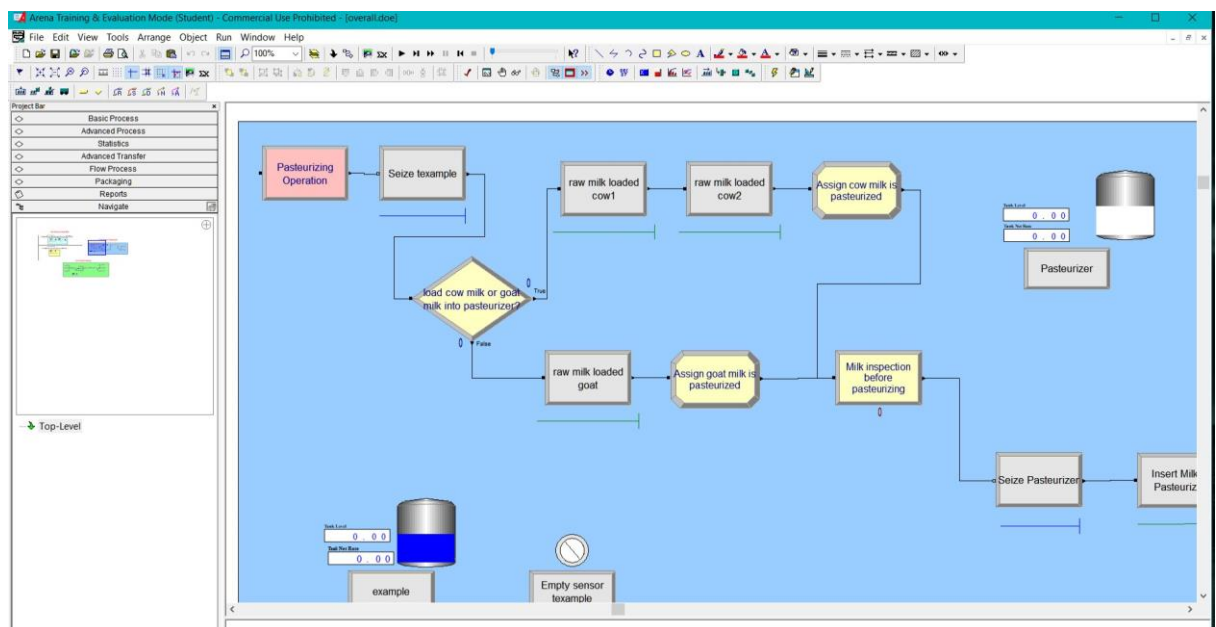 Arena Training & Evaluation Mode (Student) - Commercial Use Prohibited - [overall.doe]
File Edit View Tools Arrange Object Run Window Help
100%
Project Bar
Basic Process
Advanced Process
Statistics
Advanced Transfer
Flow Process
Packaging
Reports
Navigate
Top-Level
Pasteurizing
Operation
Seize texample
raw milk loaded
cow1
raw milk loaded
cow2
Assign cow milk is
pasteurized
Tank Level
0.00
0.00
Pasteurizer
load cow milk or goat
milk into pasteurizer?
0
True
0
False
raw milk loaded
goat
Assign goat milk is
pasteurized
Milk inspection
before
pasteurizing
0
Seize Pasteurizer
Insert Milk
Pasteuriz
Tank Level
0.00
0.00
example
Empty sensor
texample